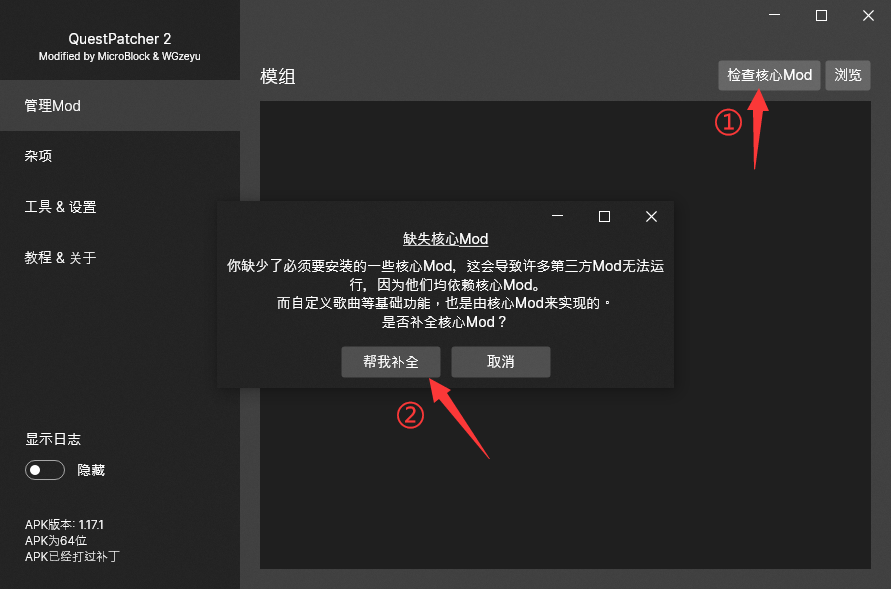 QuestPatcher 2
Modified by MicroBlock & WGzeyu
管理Mod
杂项
工具 & 设置
教程 & 关于
显示日志
隐藏
APK版本: 1.17.1
APK为64位
APK已经打过补丁
模组
检查核心Mod
浏览
①
缺失核心Mod
你缺少了必须要安装的一些核心Mod，这会导致许多第三方Mod无法运
行，因为他们均依赖核心Mod。
而自定义歌曲等基础功能，也是由核心Mod来实现的。
是否补全核心Mod？
帮我补全
取消
②